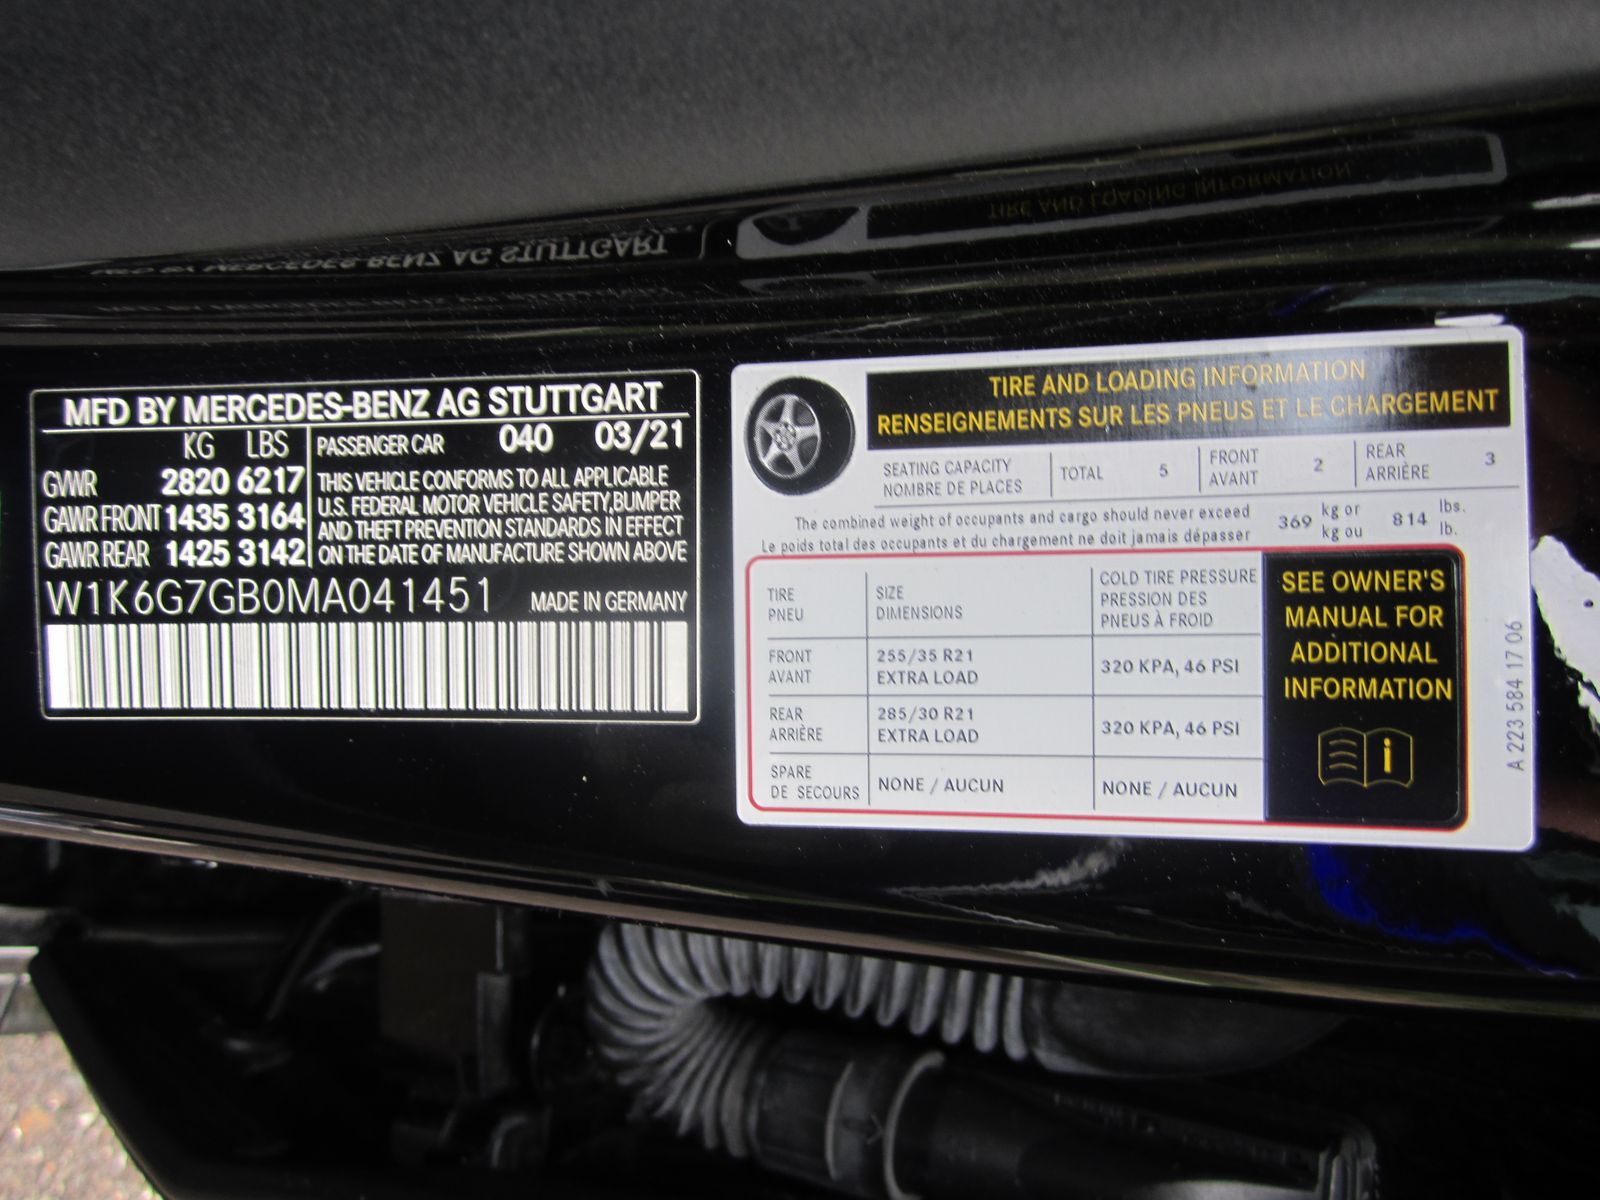 MFD BY MERCEDES-BENZ AG STUTTGART
KG LBS
GVWR 2820 6217
GAWR FRONT 1435 3164
GAWR REAR 1425 3142
PASSENGER CAR 040 03/21
THIS VEHICLE CONFORMS TO ALL APPLICABLE
U.S. FEDERAL MOTOR VEHICLE SAFETY,BUMPER
AND THEFT PREVENTION STANDARDS IN EFFECT
ON THE DATE OF MANUFACTURE SHOWN ABOVE
W1K6G7GB0MA041451 MADE IN GERMANY
TIRE AND LOADING INFORMATION
RENSEIGNEMENTS SUR LES PNEUS ET LE CHARGEMENT
SEATING CAPACITY
NOMBRE DE PLACES
TOTAL 5
FRONT
AVANT
2
REAR
ARRIÈRE
3
The combined weight of occupants and cargo should never exceed
Le poids total des occupants et du chargement ne doit jamais dépasser
369 kg or
kg ou
814 lbs.
lb.
TIRE
PNEU
SIZE
DIMENSIONS
COLD TIRE PRESSURE
PRESSION DES
PNEUS À FROID
FRONT
AVANT
255/35 R21
EXTRA LOAD
320 KPA, 46 PSI
REAR
ARRIÈRE
285/30 R21
EXTRA LOAD
320 KPA, 46 PSI
SPARE
DE SECOURS
NONE / AUCUN
NONE / AUCUN
SEE OWNER'S
MANUAL FOR
ADDITIONAL
INFORMATION
i
A 223 584 17 06